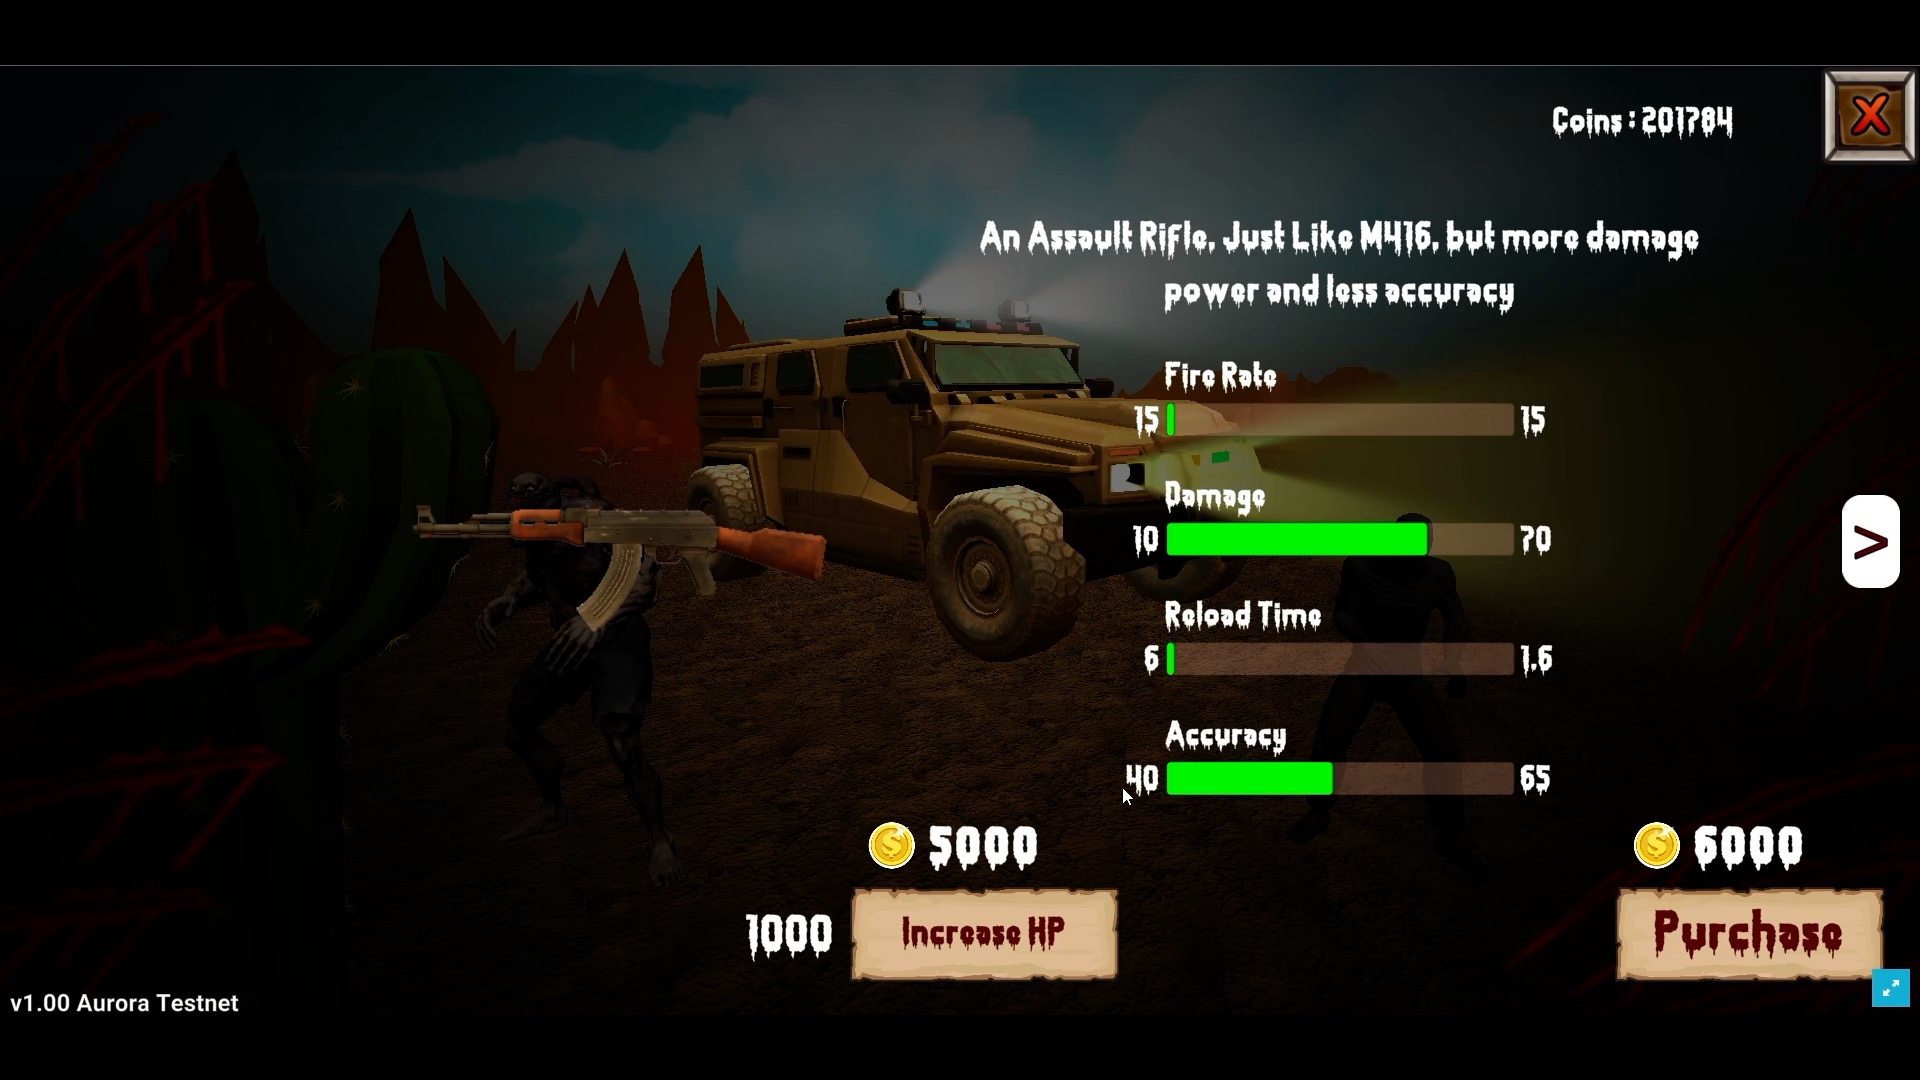 Coins : 201784
X
An Assault Rifle, Just Like M416, but more damage
power and less accuracy
Fire Rate
15 15
Damage
10 70
Reload Time
6 1.6
Accuracy
40 65
>
5000
6000
1000 Increase HP
Purchase
v1.00 Aurora Testnet